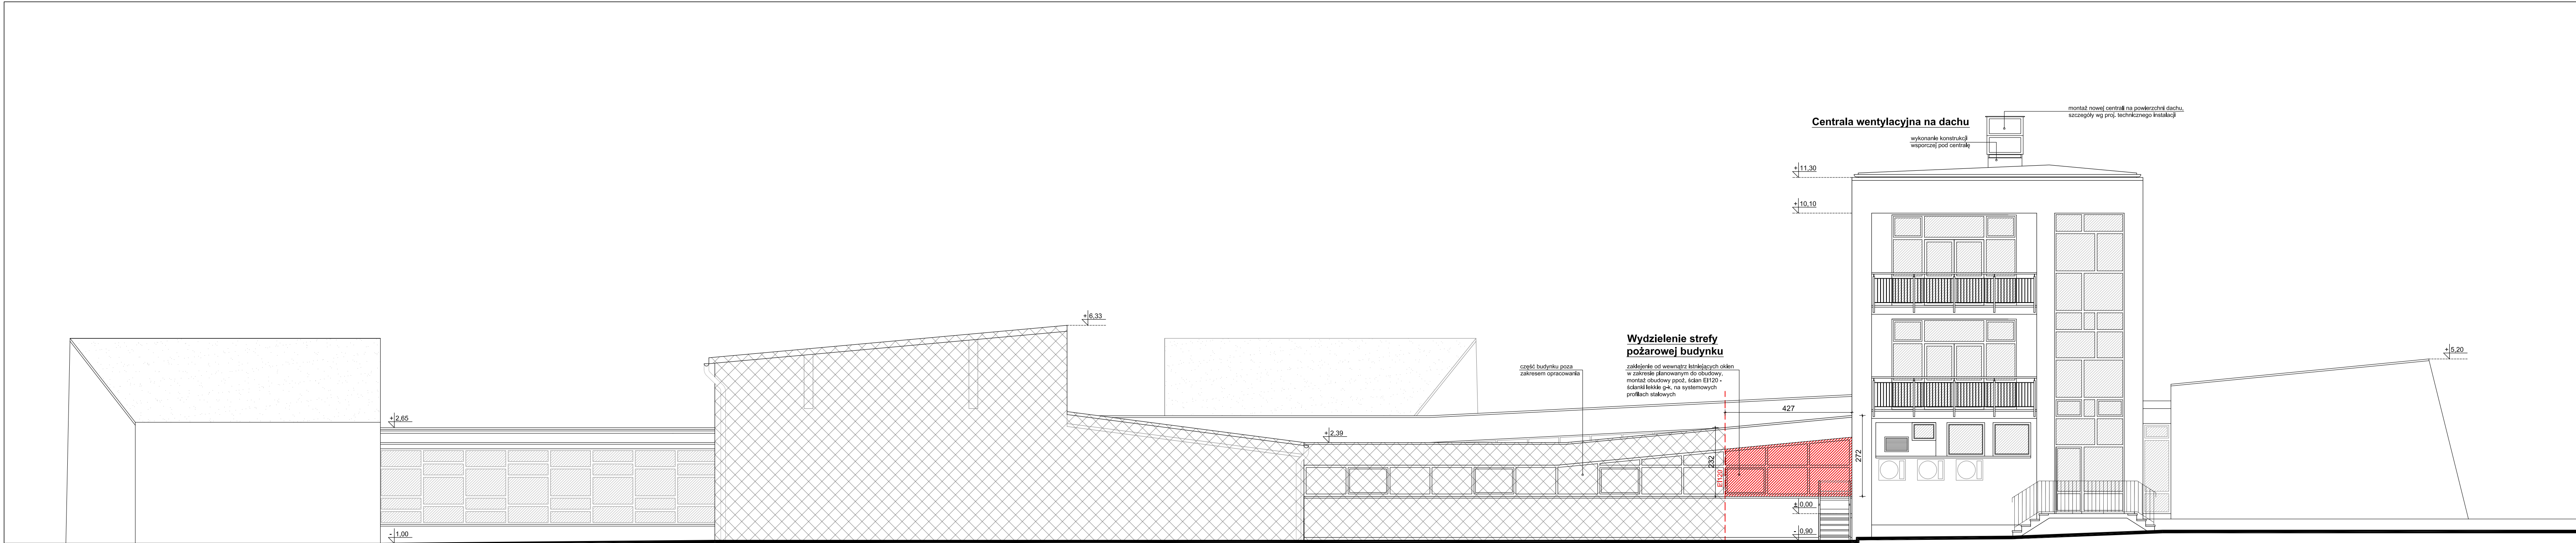 montaż nowej centrali na powierzchni dachu,
szczegóły wg proj. technicznego instalacji
Centrala wentylacyjna na dachu
wykonanie konstrukcji
wsporczej pod centralę
+ 11,30
+ 10,10
+ 6,33
Wydzielenie strefy
pożarowej budynku
zaklejenie od wewnątrz istniejących okien
w zakresie planowanym do obudowy,
montaż obudowy ppoż. ścian EI120 -
ścianki lekkie g-k, na systemowych
profilach stalowych
część budynku poza
zakresem opracowania
+ 5,20
427
+ 2,65
+ 2,39
232
272
EI120
± 0,00
- 0,90
- 1,00